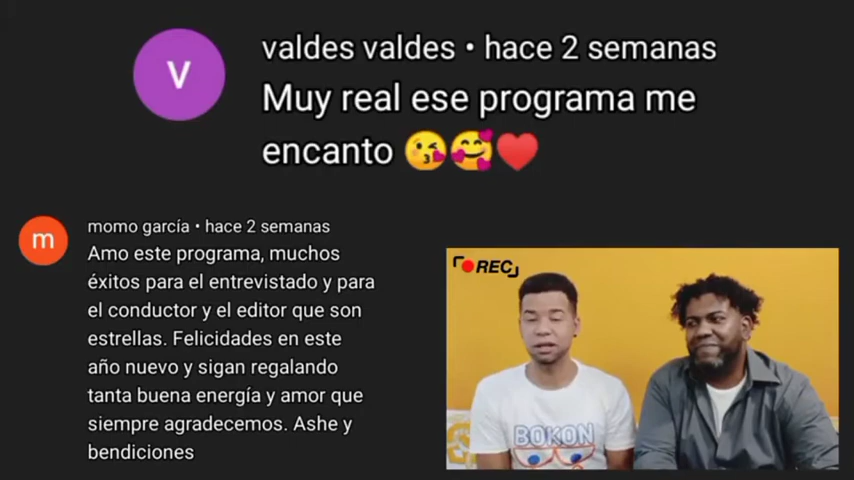 V
valdes valdes • hace 2 semanas
Muy real ese programa me
encanto 😘🥰♥️
m
momo garcía • hace 2 semanas
Amo este programa, muchos
éxitos para el entrevistado y para
el conductor y el editor que son
estrellas. Felicidades en este
año nuevo y sigan regalando
tanta buena energía y amor que
siempre agradecemos. Ashe y
bendiciones
REC
BOKON